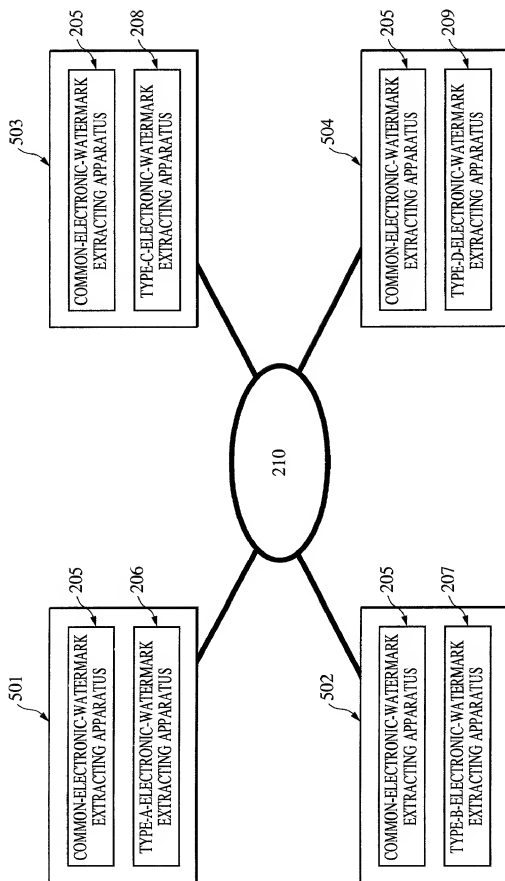 501
205
COMMON-ELECTRONIC-WATERMARK
EXTRACTING APPARATUS
206
TYPE-A-ELECTRONIC-WATERMARK
EXTRACTING APPARATUS
503
205
COMMON-ELECTRONIC-WATERMARK
EXTRACTING APPARATUS
208
TYPE-C-ELECTRONIC-WATERMARK
EXTRACTING APPARATUS
210
502
205
COMMON-ELECTRONIC-WATERMARK
EXTRACTING APPARATUS
207
TYPE-B-ELECTRONIC-WATERMARK
EXTRACTING APPARATUS
504
205
COMMON-ELECTRONIC-WATERMARK
EXTRACTING APPARATUS
209
TYPE-D-ELECTRONIC-WATERMARK
EXTRACTING APPARATUS